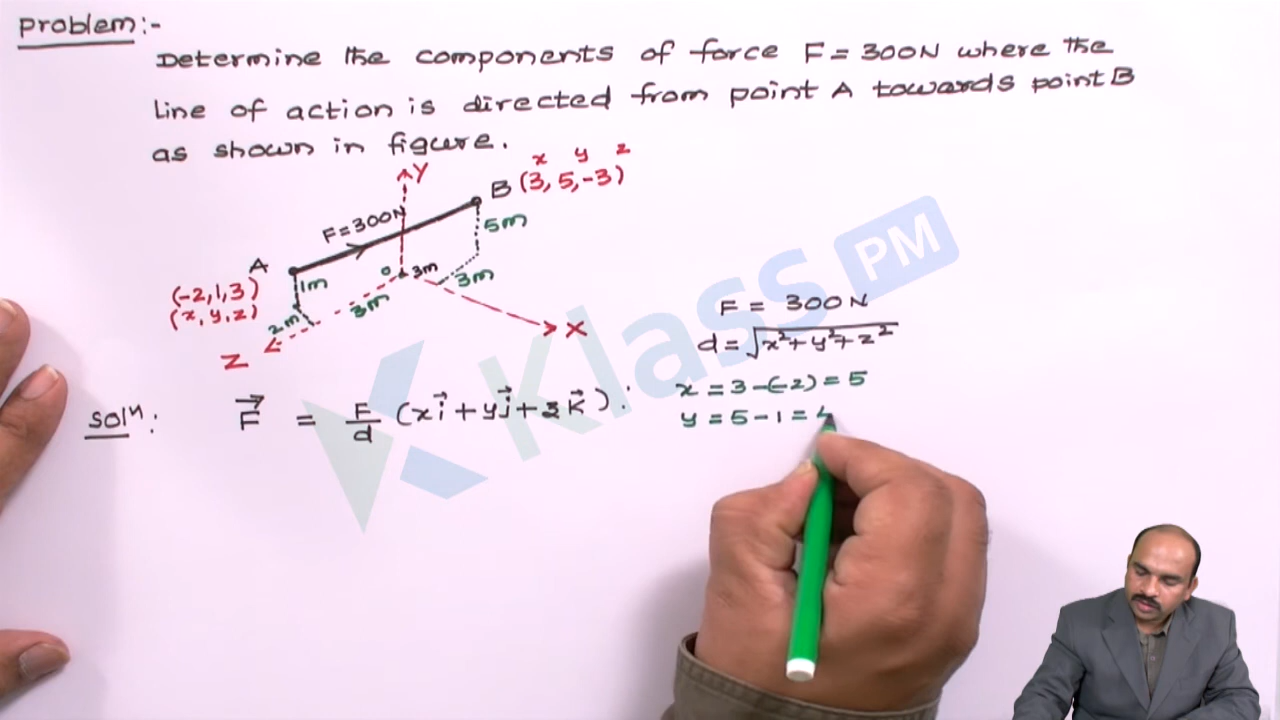 Problem:-
Determine the components of force F = 300N where the
line of action is directed from point A towards point B
as shown in figure.
x y z
B (3, 5, -3)
Y
F=300N
5m
A
1m
0
3m
3m
(-2, 1, 3)
(x, y, z)
2m
3m
X
Z
Klass PM
F = 300 N
d = √x²+y²+z²
x = 3-(-2) = 5
y = 5-1 = 4
Solⁿ: F⃗ = F/d (xi⃗ + yj⃗ + zk⃗) :